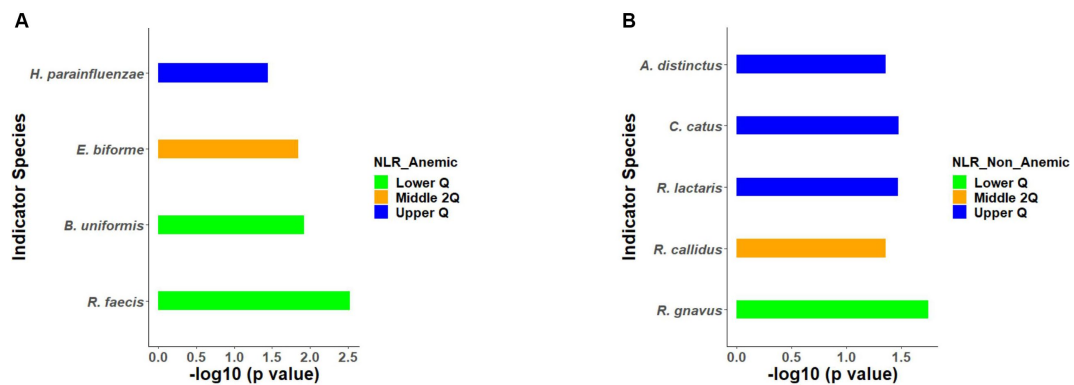 A
Indicator Species
H. parainfluenzae
E. biforme
B. uniformis
R. faecis
0.0 0.5 1.0 1.5 2.0 2.5
-log10 (p value)
NLR_Anemic
Lower Q
Middle 2Q
Upper Q
B
Indicator Species
A. distinctus
C. catus
R. lactaris
R. callidus
R. gnavus
0.0 0.5 1.0 1.5
-log10 (p value)
NLR_Non_Anemic
Lower Q
Middle 2Q
Upper Q